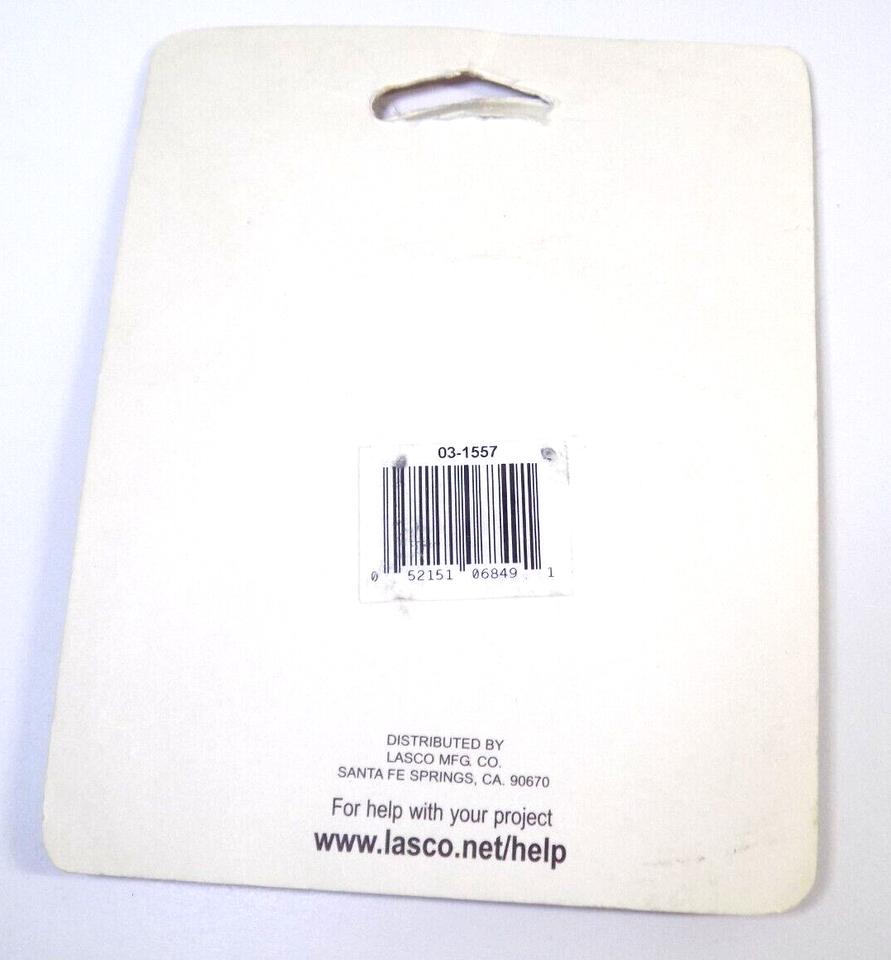 03-1557
0 52151 06849 1
DISTRIBUTED BY
LASCO MFG. CO.
SANTA FE SPRINGS, CA. 90670
For help with your project
www.lasco.net/help